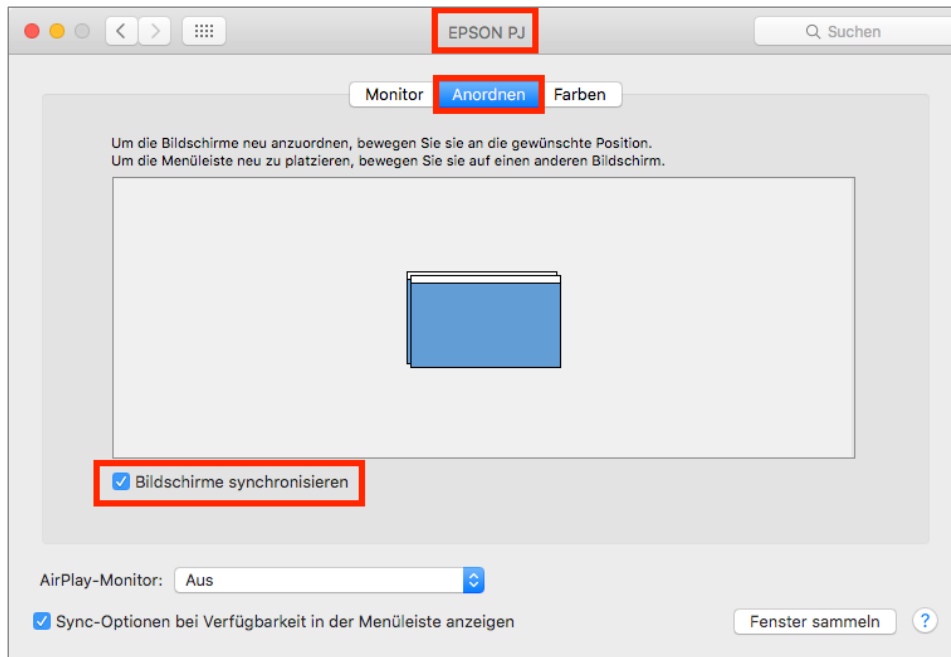 EPSON PJ
Suchen
Monitor Anordnen Farben
Um die Bildschirme neu anzuordnen, bewegen Sie sie an die gewünschte Position.
Um die Menüleiste neu zu platzieren, bewegen Sie sie auf einen anderen Bildschirm.
Bildschirme synchronisieren
AirPlay-Monitor: Aus
Sync-Optionen bei Verfügbarkeit in der Menüleiste anzeigen
Fenster sammeln ?